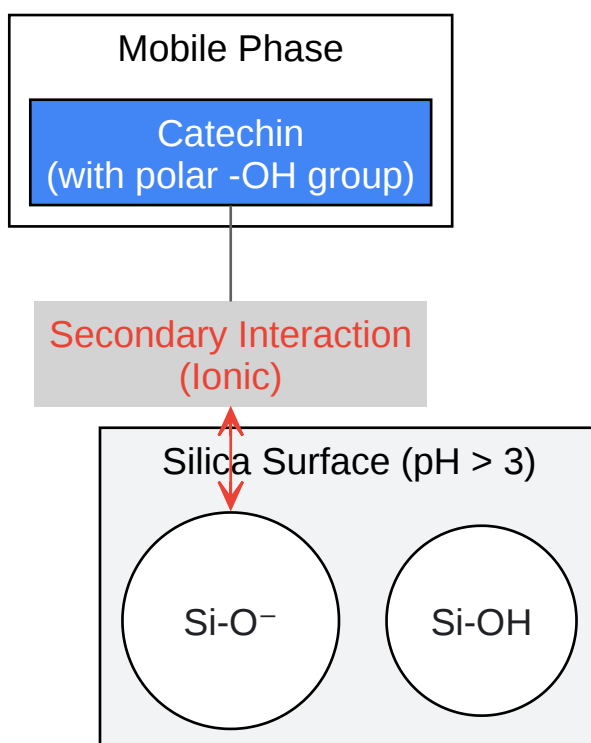 Mobile Phase
Catechin
(with polar -OH group)
Secondary Interaction
(Ionic)
Silica Surface (pH > 3)
Si-O⁻
Si-OH